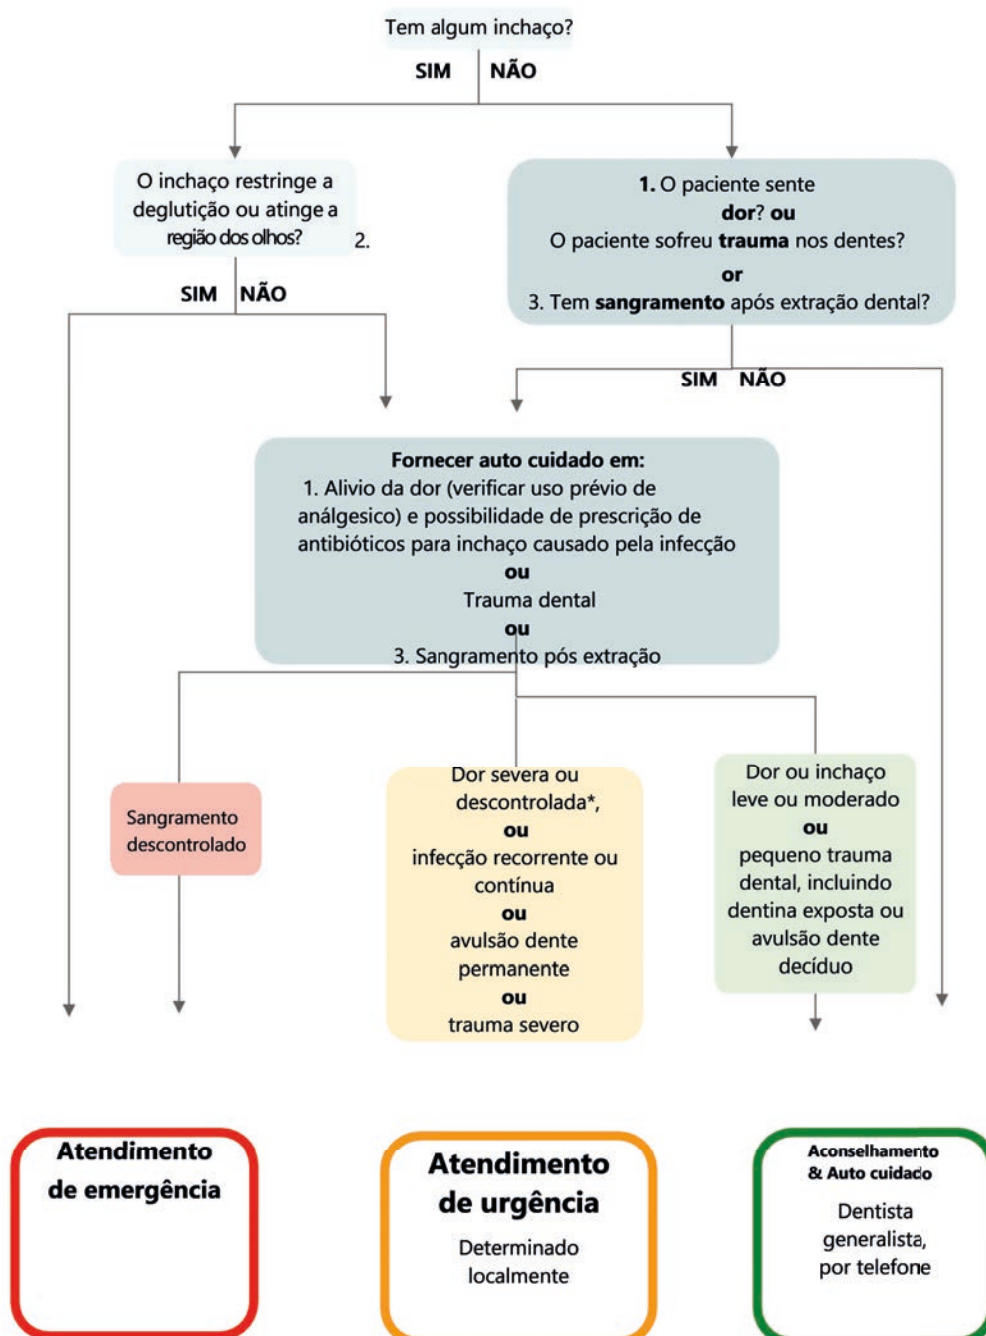 Tem algum inchaço?
SIM NÃO
O inchaço restringe a
deglutição ou atinge a
região dos olhos? 2.
SIM NÃO
1. O paciente sente
dor? ou
O paciente sofreu trauma nos dentes?
or
3. Tem sangramento após extração dental?
SIM NÃO
Fornecer auto cuidado em:
1. Alivio da dor (verificar uso prévio de
análgesico) e possibilidade de prescrição de
antibióticos para inchaço causado pela infecção
ou
Trauma dental
ou
3. Sangramento pós extração
Sangramento
descontrolado
Dor severa ou
descontrolada*,
ou
infecção recorrente ou
contínua
ou
avulsão dente
permanente
ou
trauma severo
Dor ou inchaço
leve ou moderado
ou
pequeno trauma
dental, incluindo
dentina exposta ou
avulsão dente
decíduo
Atendimento
de emergência
Atendimento
de urgência
Determinado
localmente
Aconselhamento
& Auto cuidado
Dentista
generalista,
por telefone